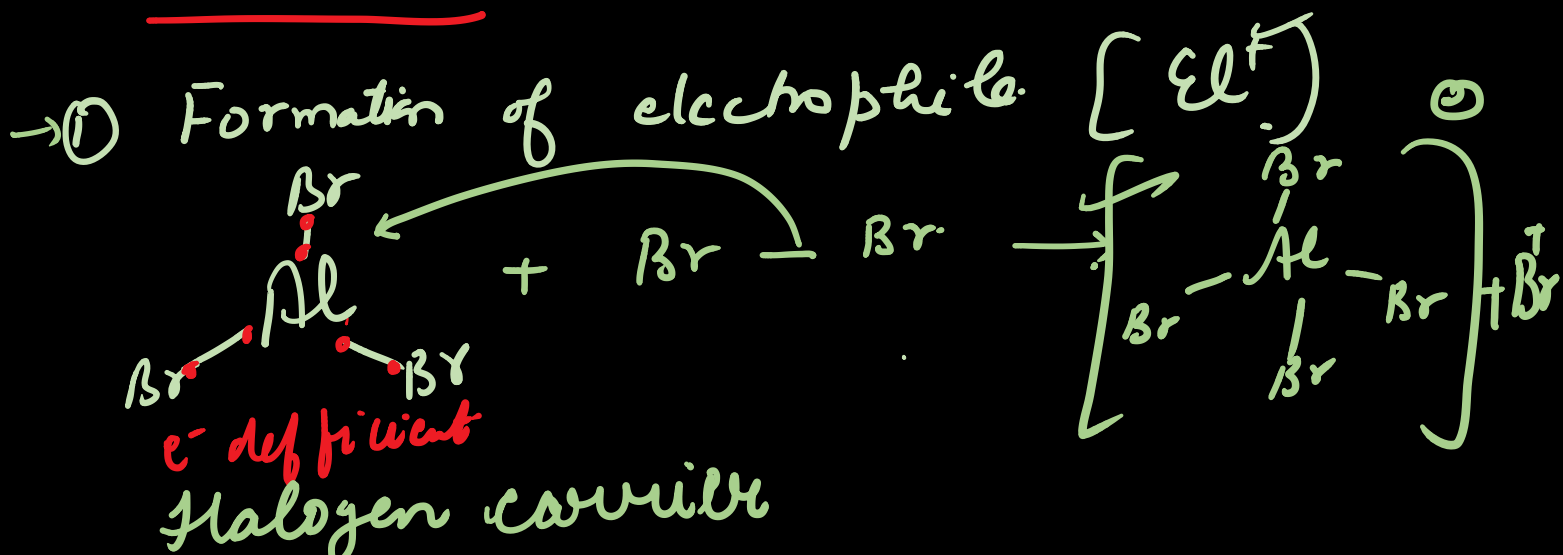 →① Formation of electrophile [El⁺]
Br
Al
Br Br
+ Br — Br →
[ Br
Al
Br Br
Br ]⊖ + Br⁺
e⁻ defficient
Halogen carrier